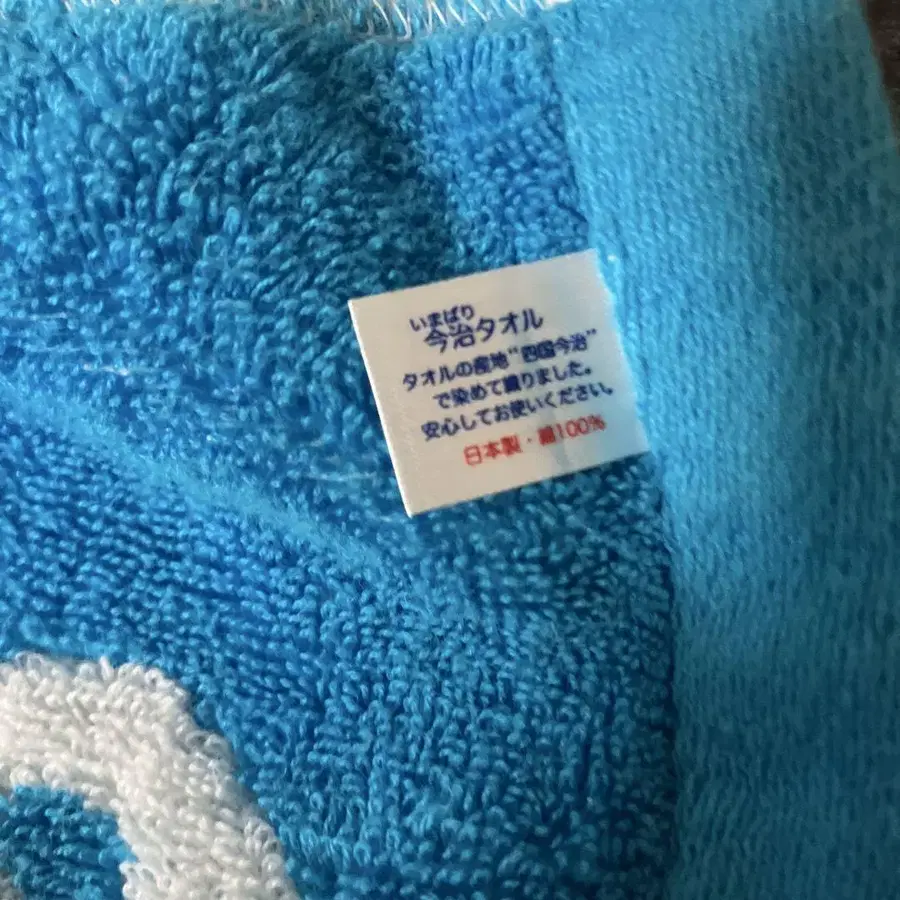 いまばり
今治タオル
タオルの産地"四国今治"
で染めて織りました。
安心してお使いください。
日本製・綿100%